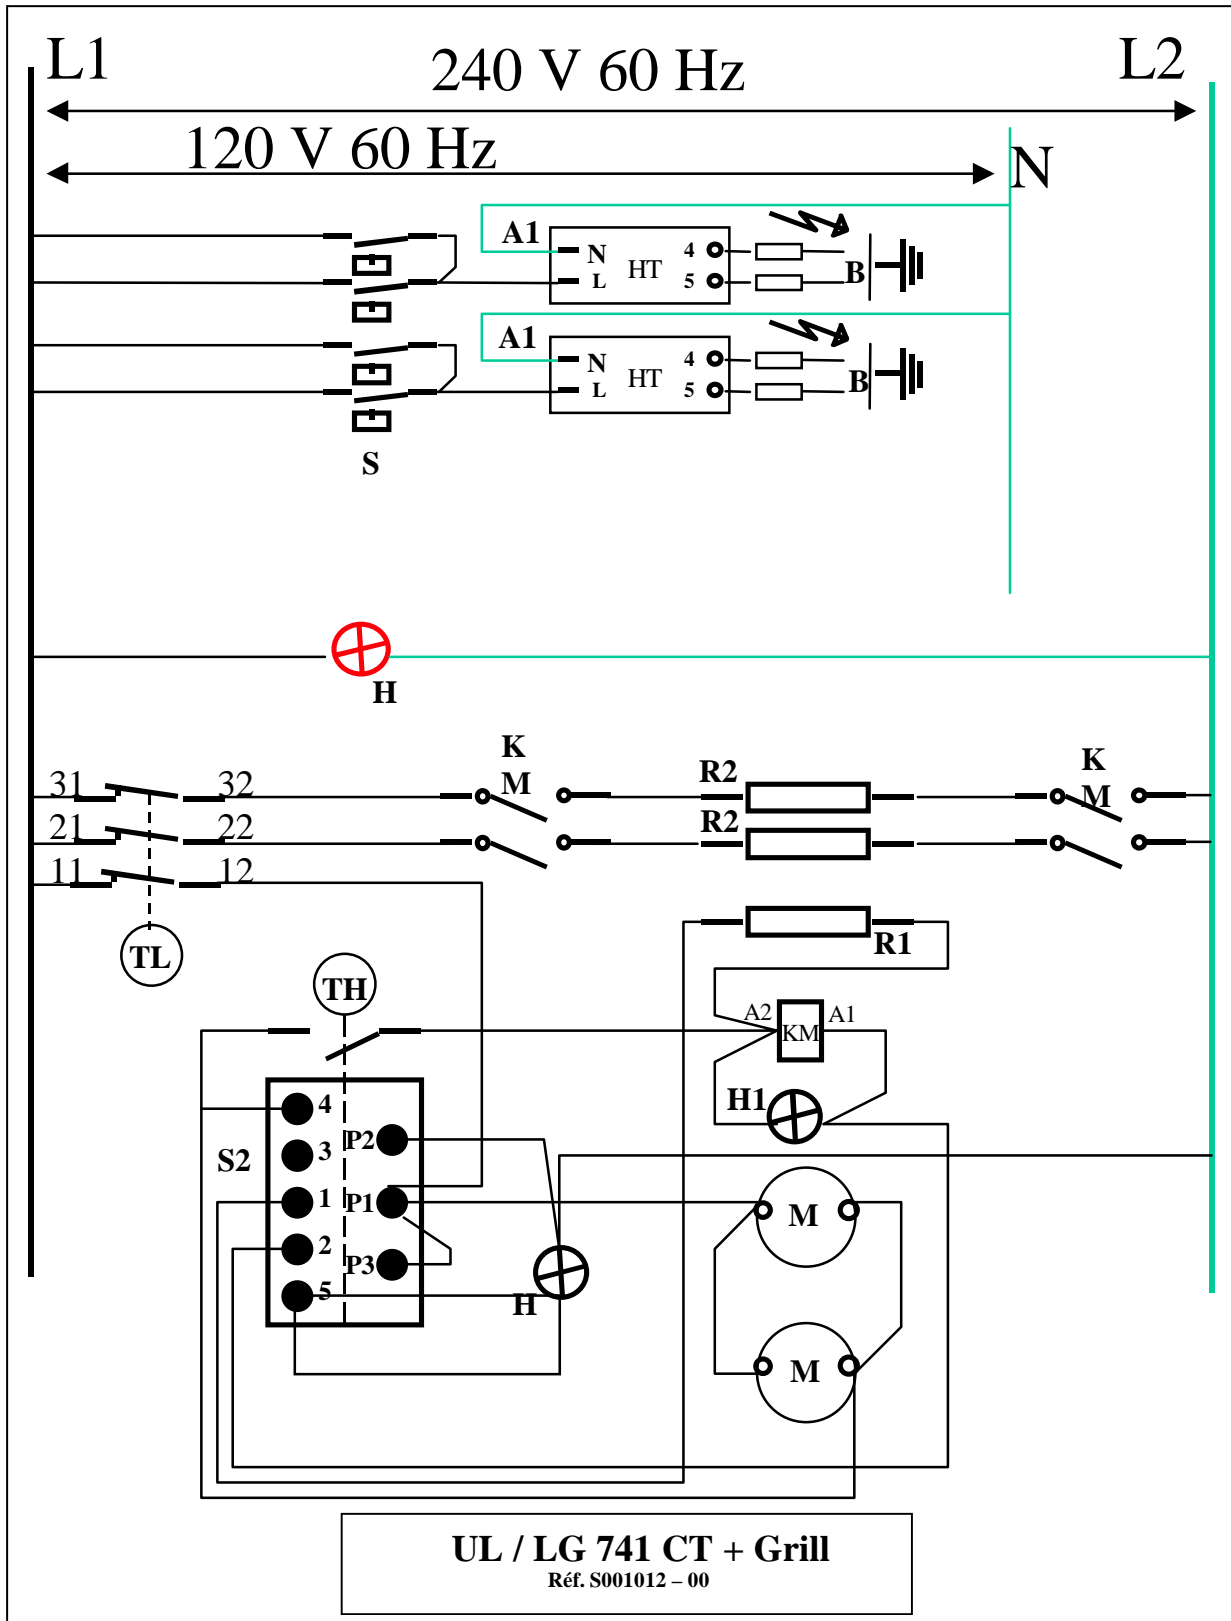 L1
240 V 60 Hz
L2
120 V 60 Hz
N
A1
N
HT
4
L
5
B
A1
N
HT
4
L
5
B
S
H
K
M
K
M
31
32
R2
21
22
R2
11
12
R1
TL
TH
A2
KM
A1
H1
4
P2
S2
3
1
P1
M
2
P3
5
H
M
UL / LG 741 CT + Grill
Réf. S001012 – 00